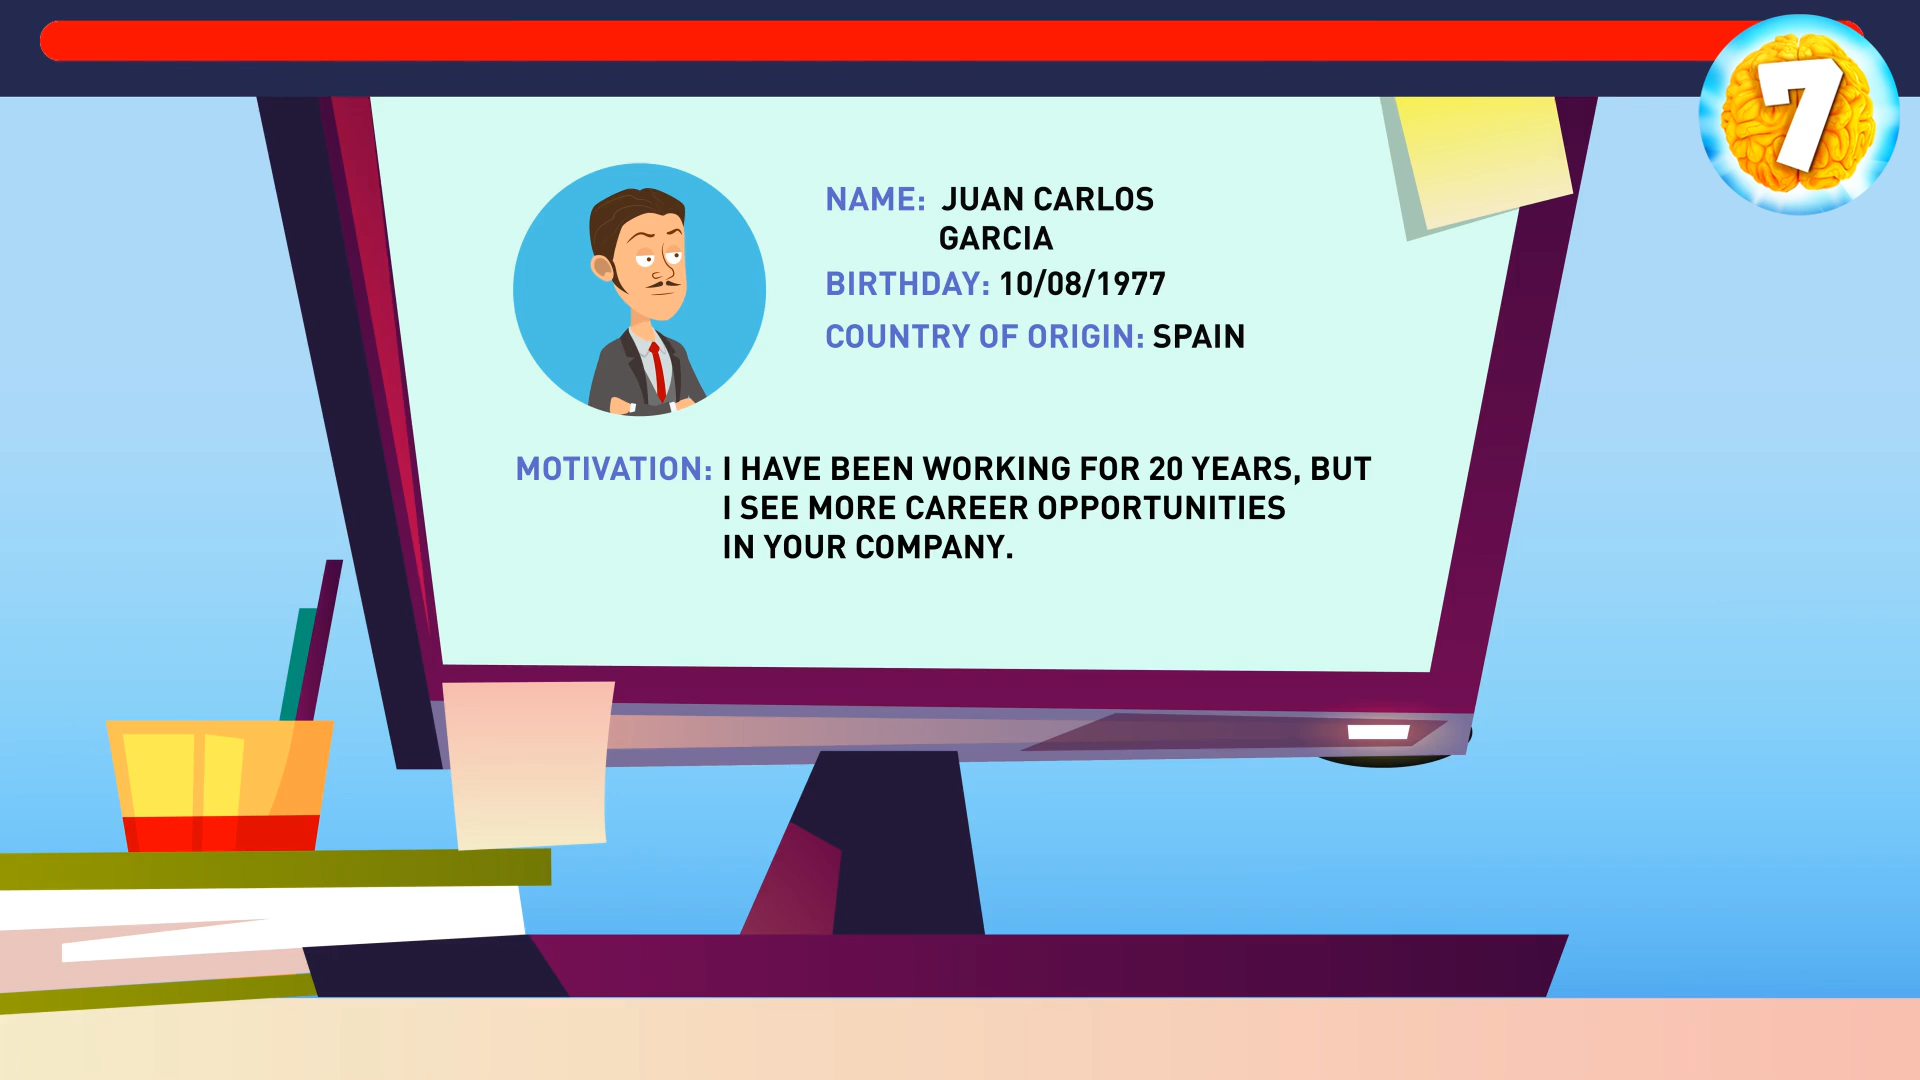 7
NAME: JUAN CARLOS
GARCIA
BIRTHDAY: 10/08/1977
COUNTRY OF ORIGIN: SPAIN
MOTIVATION: I HAVE BEEN WORKING FOR 20 YEARS, BUT
I SEE MORE CAREER OPPORTUNITIES
IN YOUR COMPANY.